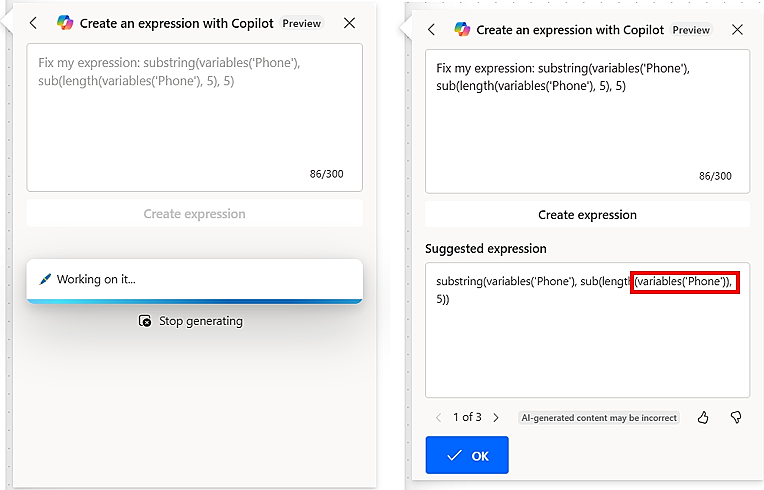 Create an expression with Copilot Preview
Fix my expression: substring(variables('Phone'),
sub(length(variables('Phone', 5), 5)
86/300
Create expression
Working on it...
Stop generating
Create an expression with Copilot Preview
Fix my expression: substring(variables('Phone'),
sub(length(variables('Phone', 5), 5)
86/300
Create expression
Suggested expression
substring(variables('Phone'), sub(length(variables('Phone')),
5))
1 of 3 AI-generated content may be incorrect
OK